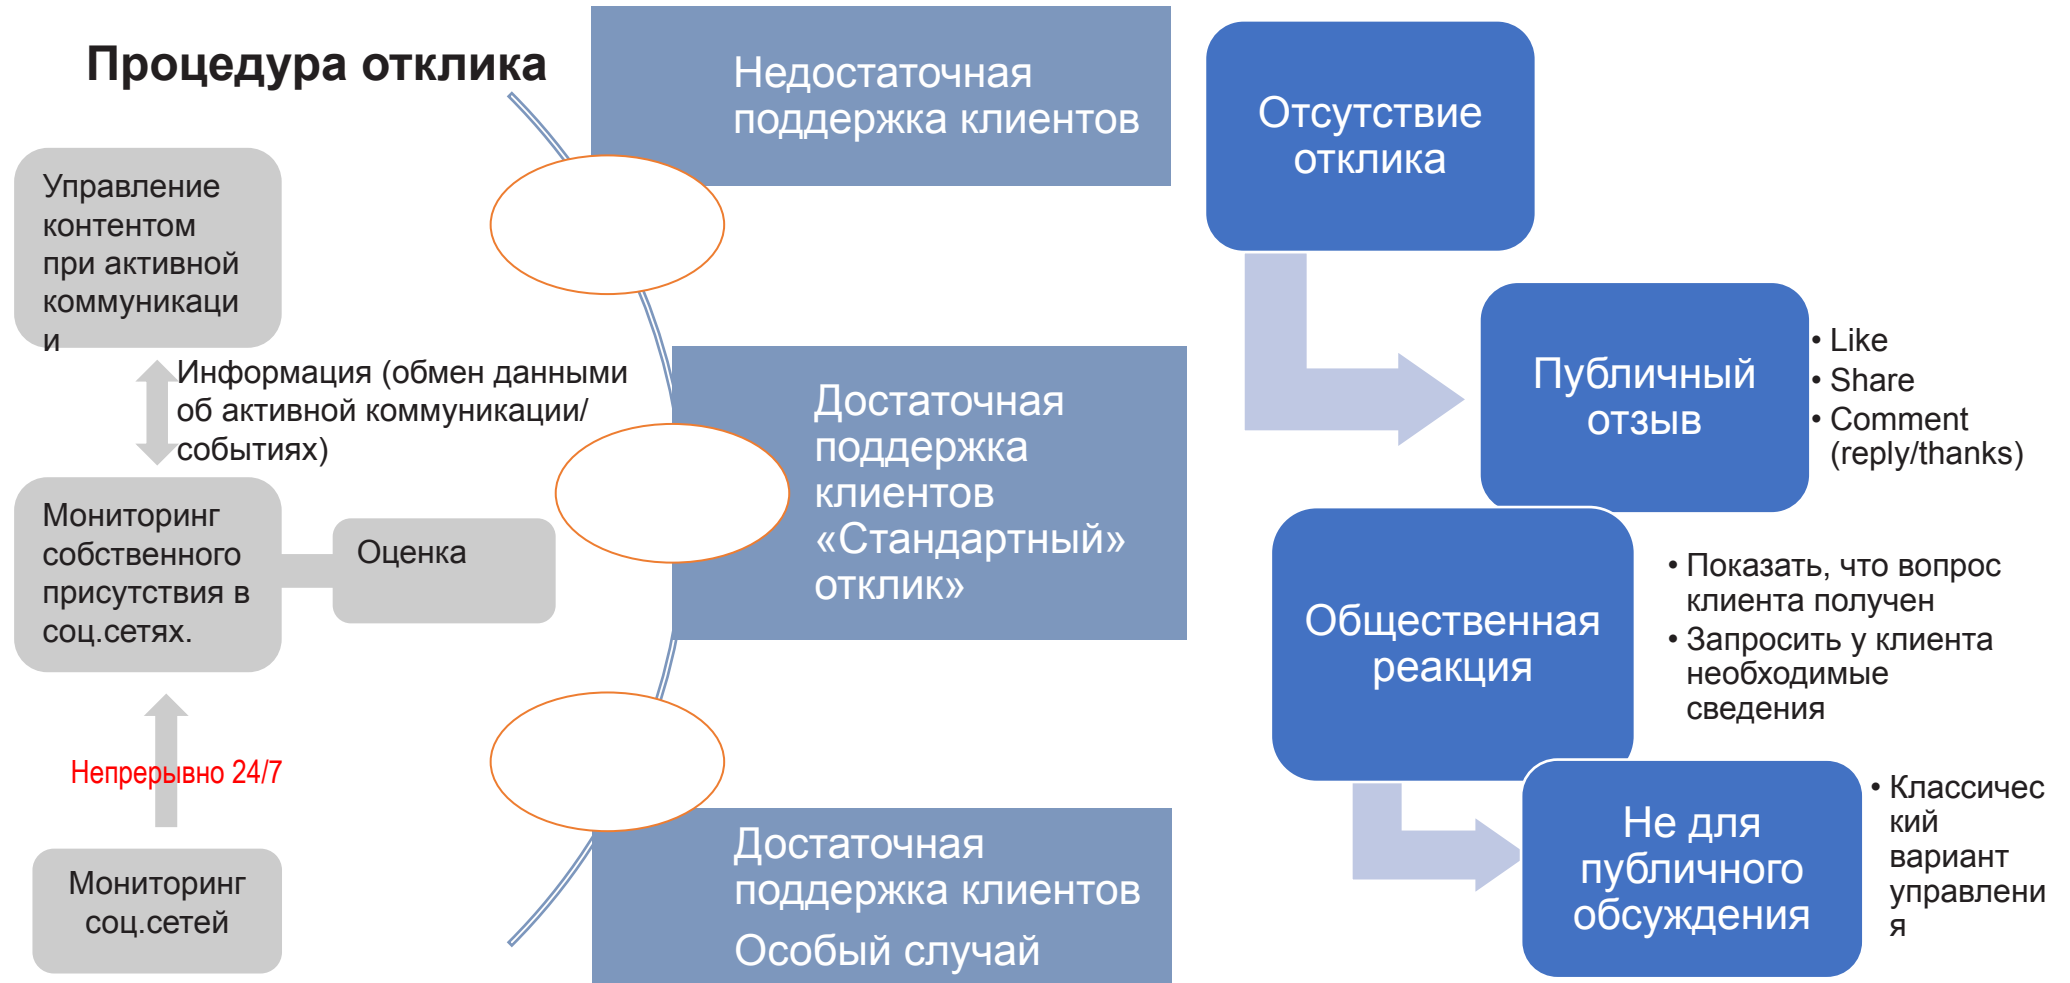 Процедура отклика
Управление
контентом
при активной
коммуникаци
и
Информация (обмен данными
об активной коммуникации/
событиях)
Мониторинг
собственного
присутствия в
соц.сетях.
Оценка
Непрерывно 24/7
Мониторинг
соц.сетей
Недостаточная
поддержка клиентов
Достаточная
поддержка
клиентов
«Стандартный»
отклик»
Достаточная
поддержка клиентов
Особый случай
Отсутствие
отклика
Публичный
отзыв
• Like
• Share
• Comment
(reply/thanks)
Общественная
реакция
• Показать, что вопрос
клиента получен
• Запросить у клиента
необходимые
сведения
Не для
публичного
обсуждения
• Классичес
кий
вариант
управлени
я